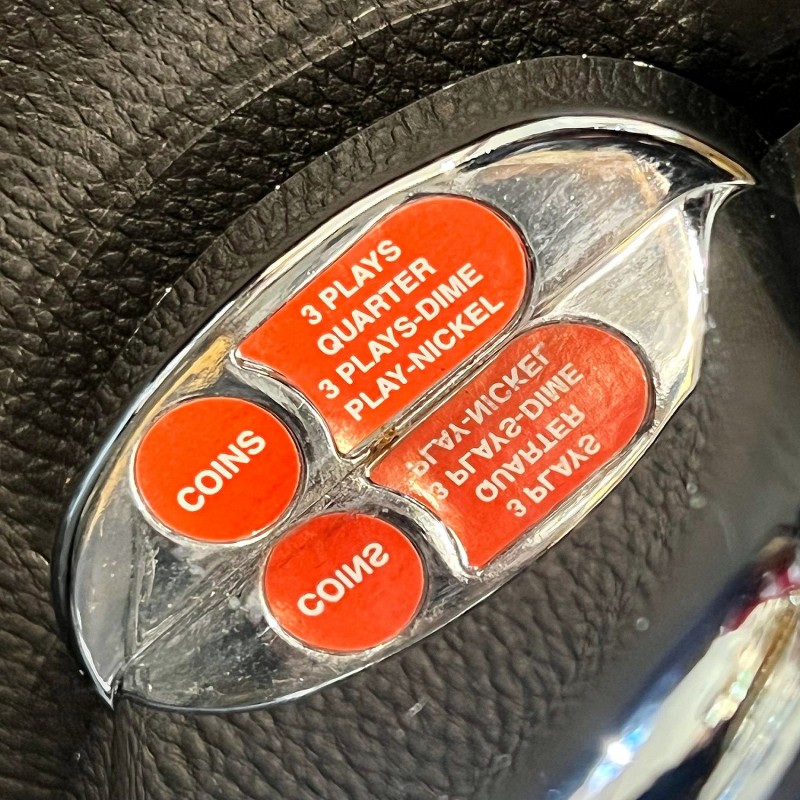 3 PLAYS
QUARTER
3 PLAYS-DIME
PLAY-NICKEL
COINS
PLAY-NICKEL
3 PLAYS-DIME
QUARTER
3 PLAYS
COINS